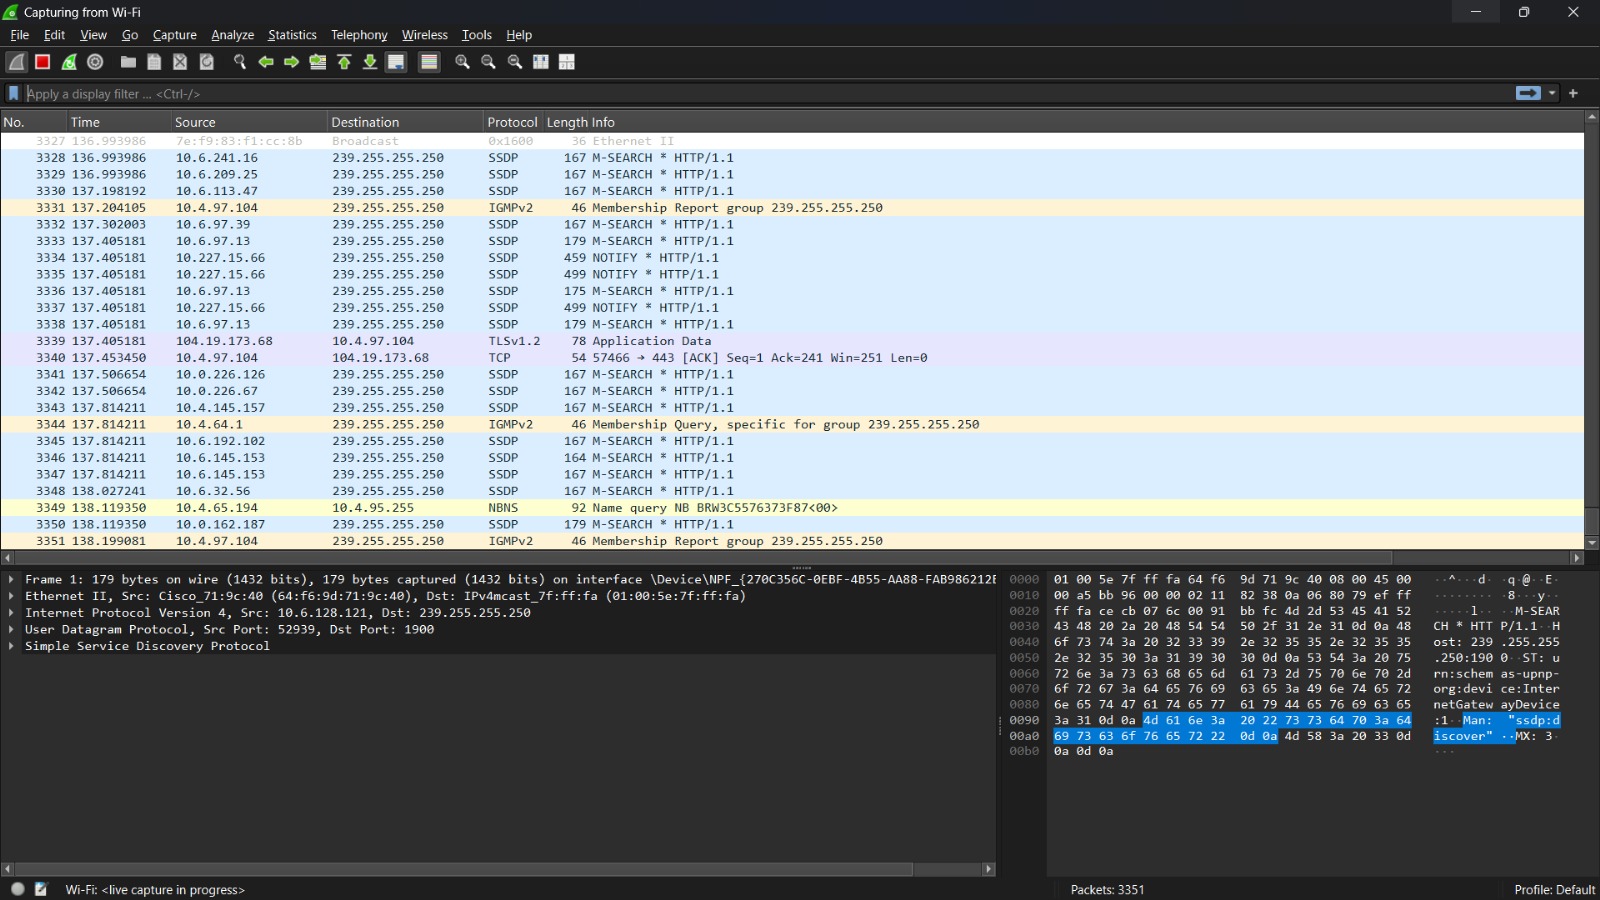 Capturing from Wi-Fi
File Edit View Go Capture Analyze Statistics Telephony Wireless Tools Help
Apply a display filter ... <Ctrl-/>
No. Time Source Destination Protocol Length Info
3327 136.993986 7e:f9:83:f1:cc:8b Broadcast 0x1600 36 Ethernet II
3328 136.993986 10.6.241.16 239.255.255.250 SSDP 167 M-SEARCH * HTTP/1.1
3329 136.993986 10.6.209.25 239.255.255.250 SSDP 167 M-SEARCH * HTTP/1.1
3330 137.198192 10.6.113.47 239.255.255.250 SSDP 167 M-SEARCH * HTTP/1.1
3331 137.204105 10.4.97.104 239.255.255.250 IGMPv2 46 Membership Report group 239.255.255.250
3332 137.302003 10.6.97.39 239.255.255.250 SSDP 167 M-SEARCH * HTTP/1.1
3333 137.405181 10.6.97.13 239.255.255.250 SSDP 179 M-SEARCH * HTTP/1.1
3334 137.405181 10.227.15.66 239.255.255.250 SSDP 459 NOTIFY * HTTP/1.1
3335 137.405181 10.227.15.66 239.255.255.250 SSDP 499 NOTIFY * HTTP/1.1
3336 137.405181 10.6.97.13 239.255.255.250 SSDP 175 M-SEARCH * HTTP/1.1
3337 137.405181 10.227.15.66 239.255.255.250 SSDP 499 NOTIFY * HTTP/1.1
3338 137.405181 10.6.97.13 239.255.255.250 SSDP 179 M-SEARCH * HTTP/1.1
3339 137.405181 104.19.173.68 10.4.97.104 TLSv1.2 78 Application Data
3340 137.453450 10.4.97.104 104.19.173.68 TCP 54 57466 → 443 [ACK] Seq=1 Ack=241 Win=251 Len=0
3341 137.506654 10.0.226.126 239.255.255.250 SSDP 167 M-SEARCH * HTTP/1.1
3342 137.506654 10.0.226.67 239.255.255.250 SSDP 167 M-SEARCH * HTTP/1.1
3343 137.814211 10.4.145.157 239.255.255.250 SSDP 167 M-SEARCH * HTTP/1.1
3344 137.814211 10.4.64.1 239.255.255.250 IGMPv2 46 Membership Query, specific for group 239.255.255.250
3345 137.814211 10.6.192.102 239.255.255.250 SSDP 167 M-SEARCH * HTTP/1.1
3346 137.814211 10.6.145.153 239.255.255.250 SSDP 164 M-SEARCH * HTTP/1.1
3347 137.814211 10.6.145.153 239.255.255.250 SSDP 167 M-SEARCH * HTTP/1.1
3348 138.027241 10.6.32.56 239.255.255.250 SSDP 167 M-SEARCH * HTTP/1.1
3349 138.119350 10.4.65.194 10.4.95.255 NBNS 92 Name query NB BRW3C5576373F87<00>
3350 138.119350 10.0.162.187 239.255.255.250 SSDP 179 M-SEARCH * HTTP/1.1
3351 138.199081 10.4.97.104 239.255.255.250 IGMPv2 46 Membership Report group 239.255.255.250
Frame 1: 179 bytes on wire (1432 bits), 179 bytes captured (1432 bits) on interface \Device\NPF_{270C356C-0EBF-4B55-AA88-FAB986212E
Ethernet II, Src: Cisco_71:9c:40 (64:f6:9d:71:9c:40), Dst: IPv4mcast_7f:ff:fa (01:00:5e:7f:ff:fa)
Internet Protocol Version 4, Src: 10.6.128.121, Dst: 239.255.255.250
User Datagram Protocol, Src Port: 52939, Dst Port: 1900
Simple Service Discovery Protocol
0000 01 00 5e 7f ff fa 64 f6 9d 71 9c 40 08 00 45 00 ··^···d· ·q·@··E·
0010 00 a5 bb 96 00 00 02 11 82 38 0a 06 80 79 ef ff ········ ·8···y··
0020 ff fa ce cb 07 6c 00 91 bb fc 4d 2d 53 45 41 52 ·····l·· ··M-SEAR
0030 43 48 20 2a 20 48 54 54 50 2f 31 2e 31 0d 0a 48 CH * HTT P/1.1··H
0040 6f 73 74 3a 20 32 33 39 2e 32 35 35 2e 32 35 35 ost: 239 .255.255
0050 2e 32 35 30 3a 31 39 30 30 0d 0a 53 54 3a 20 75 .250:190 0··ST: u
0060 72 6e 3a 73 63 68 65 6d 61 73 2d 75 70 6e 70 2d rn:schem as-upnp-
0070 6f 72 67 3a 64 65 76 69 63 65 3a 49 6e 74 65 72 org:devi ce:Inter
0080 6e 65 74 47 61 74 65 77 61 79 44 65 76 69 63 65 netGatew ayDevice
0090 3a 31 0d 0a 4d 61 6e 3a 20 22 73 73 64 70 3a 64 :1··Man: "ssdp:d
00a0 69 73 63 6f 76 65 72 22 0d 0a 4d 58 3a 20 33 0d iscover" ··MX: 3·
00b0 0a 0d 0a ···
Wi-Fi: <live capture in progress> Packets: 3351 Profile: Default